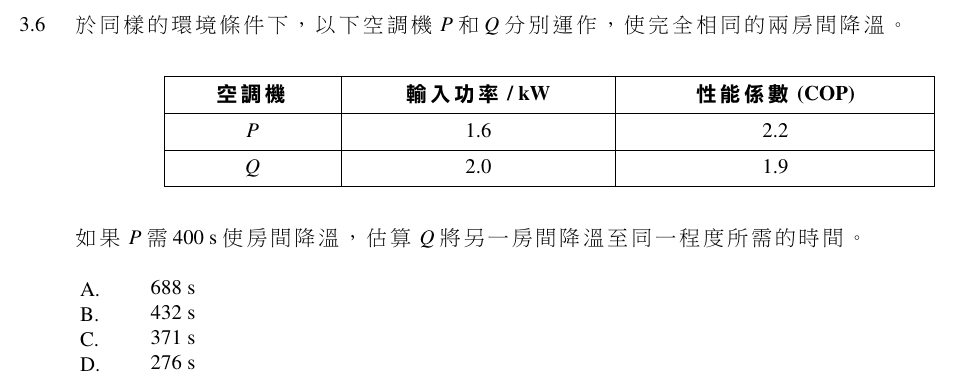 3.6 於同樣的環境條件下，以下空調機 P 和 Q 分別運作，使完全相同的兩房間降溫。
空調機 輸入功率 / kW 性能係數 (COP)
P 1.6 2.2
Q 2.0 1.9
如果 P 需 400 s 使房間降溫，估算 Q 將另一房間降溫至同一程度所需的時間。
A. 688 s
B. 432 s
C. 371 s
D. 276 s